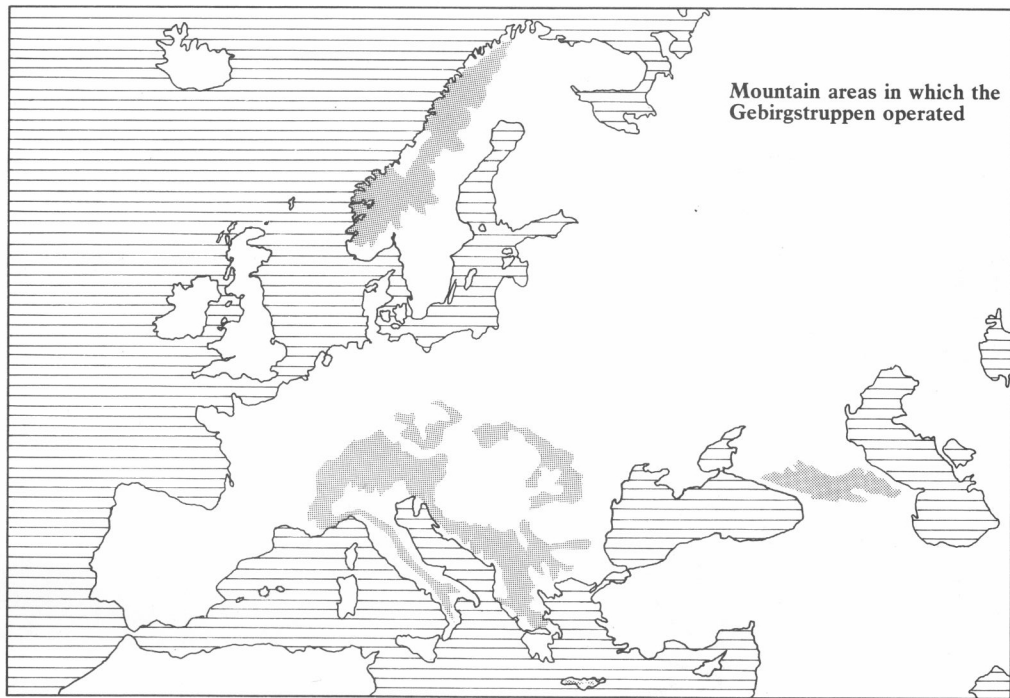 Mountain areas in which the
Gebirgstruppen operated